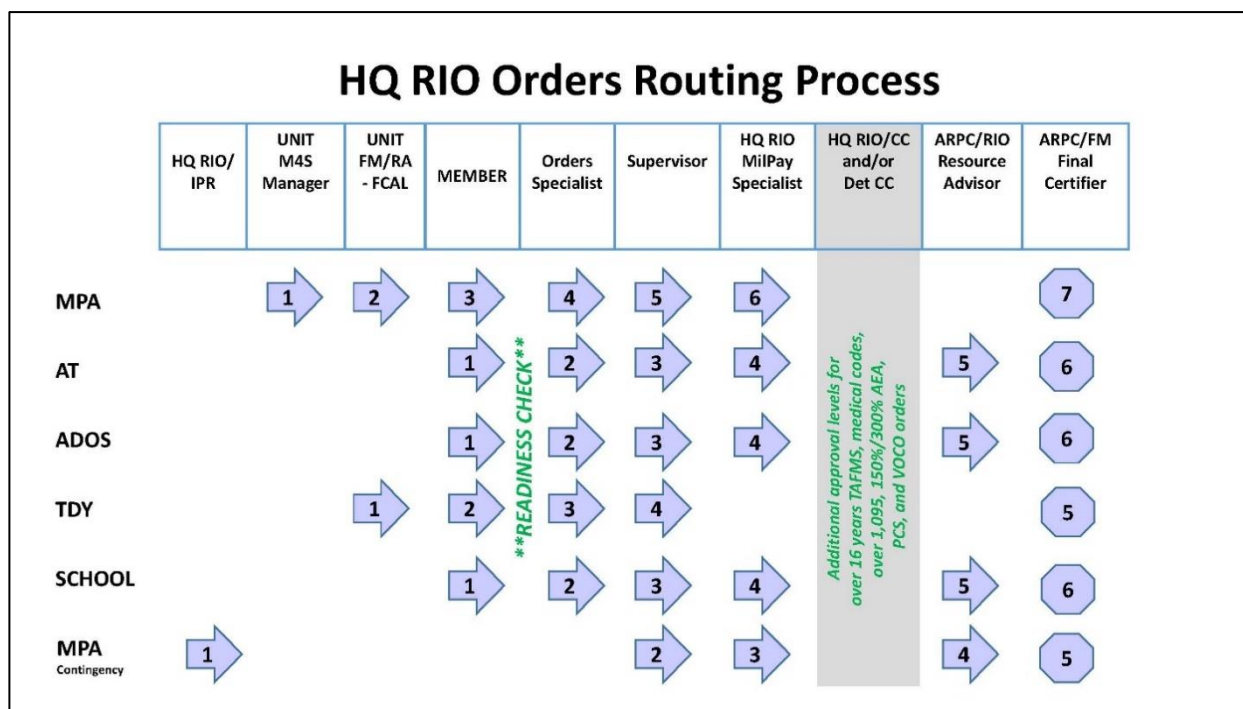 HQ RIO Orders Routing Process
HQ RIO/
IPR
UNIT
M4S
Manager
UNIT
FM/RA
- FCAL
MEMBER
Orders
Specialist
Supervisor
HQ RIO
MilPay
Specialist
HQ RIO/CC
and/or
Det CC
ARPC/RIO
Resource
Advisor
ARPC/FM
Final
Certifier
MPA
1 2 3 4 5 6 7
AT
1 2 3 4 5 6
ADOS
1 2 3 4 5 6
TDY
1 2 3 4 5
SCHOOL
1 2 3 4 5 6
MPA
Contingency
1 2 3 4 5
**READINESS CHECK**
Additional approval levels for
over 16 years TAFMS, medical codes,
over 1,095, 150%/300% AEA,
PCS, and VOCO orders